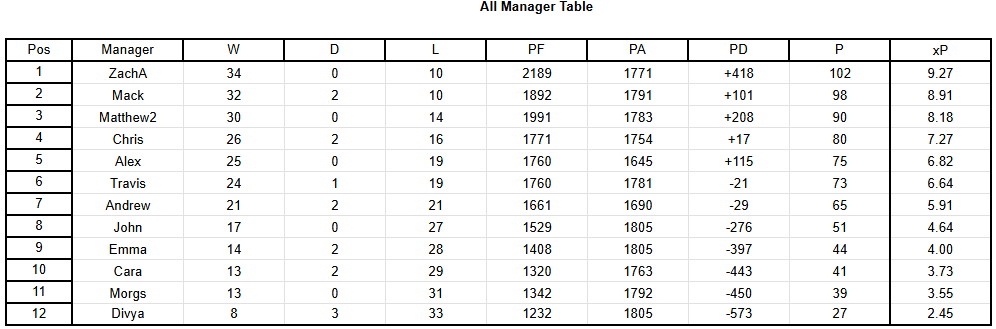 All Manager Table
Pos Manager W D L PF PA PD P xP
1 ZachA 34 0 10 2189 1771 +418 102 9.27
2 Mack 32 2 10 1892 1791 +101 98 8.91
3 Matthew2 30 0 14 1991 1783 +208 90 8.18
4 Chris 26 2 16 1771 1754 +17 80 7.27
5 Alex 25 0 19 1760 1645 +115 75 6.82
6 Travis 24 1 19 1760 1781 -21 73 6.64
7 Andrew 21 2 21 1661 1690 -29 65 5.91
8 John 17 0 27 1529 1805 -276 51 4.64
9 Emma 14 2 28 1408 1805 -397 44 4.00
10 Cara 13 2 29 1320 1763 -443 41 3.73
11 Morgs 13 0 31 1342 1792 -450 39 3.55
12 Divya 8 3 33 1232 1805 -573 27 2.45